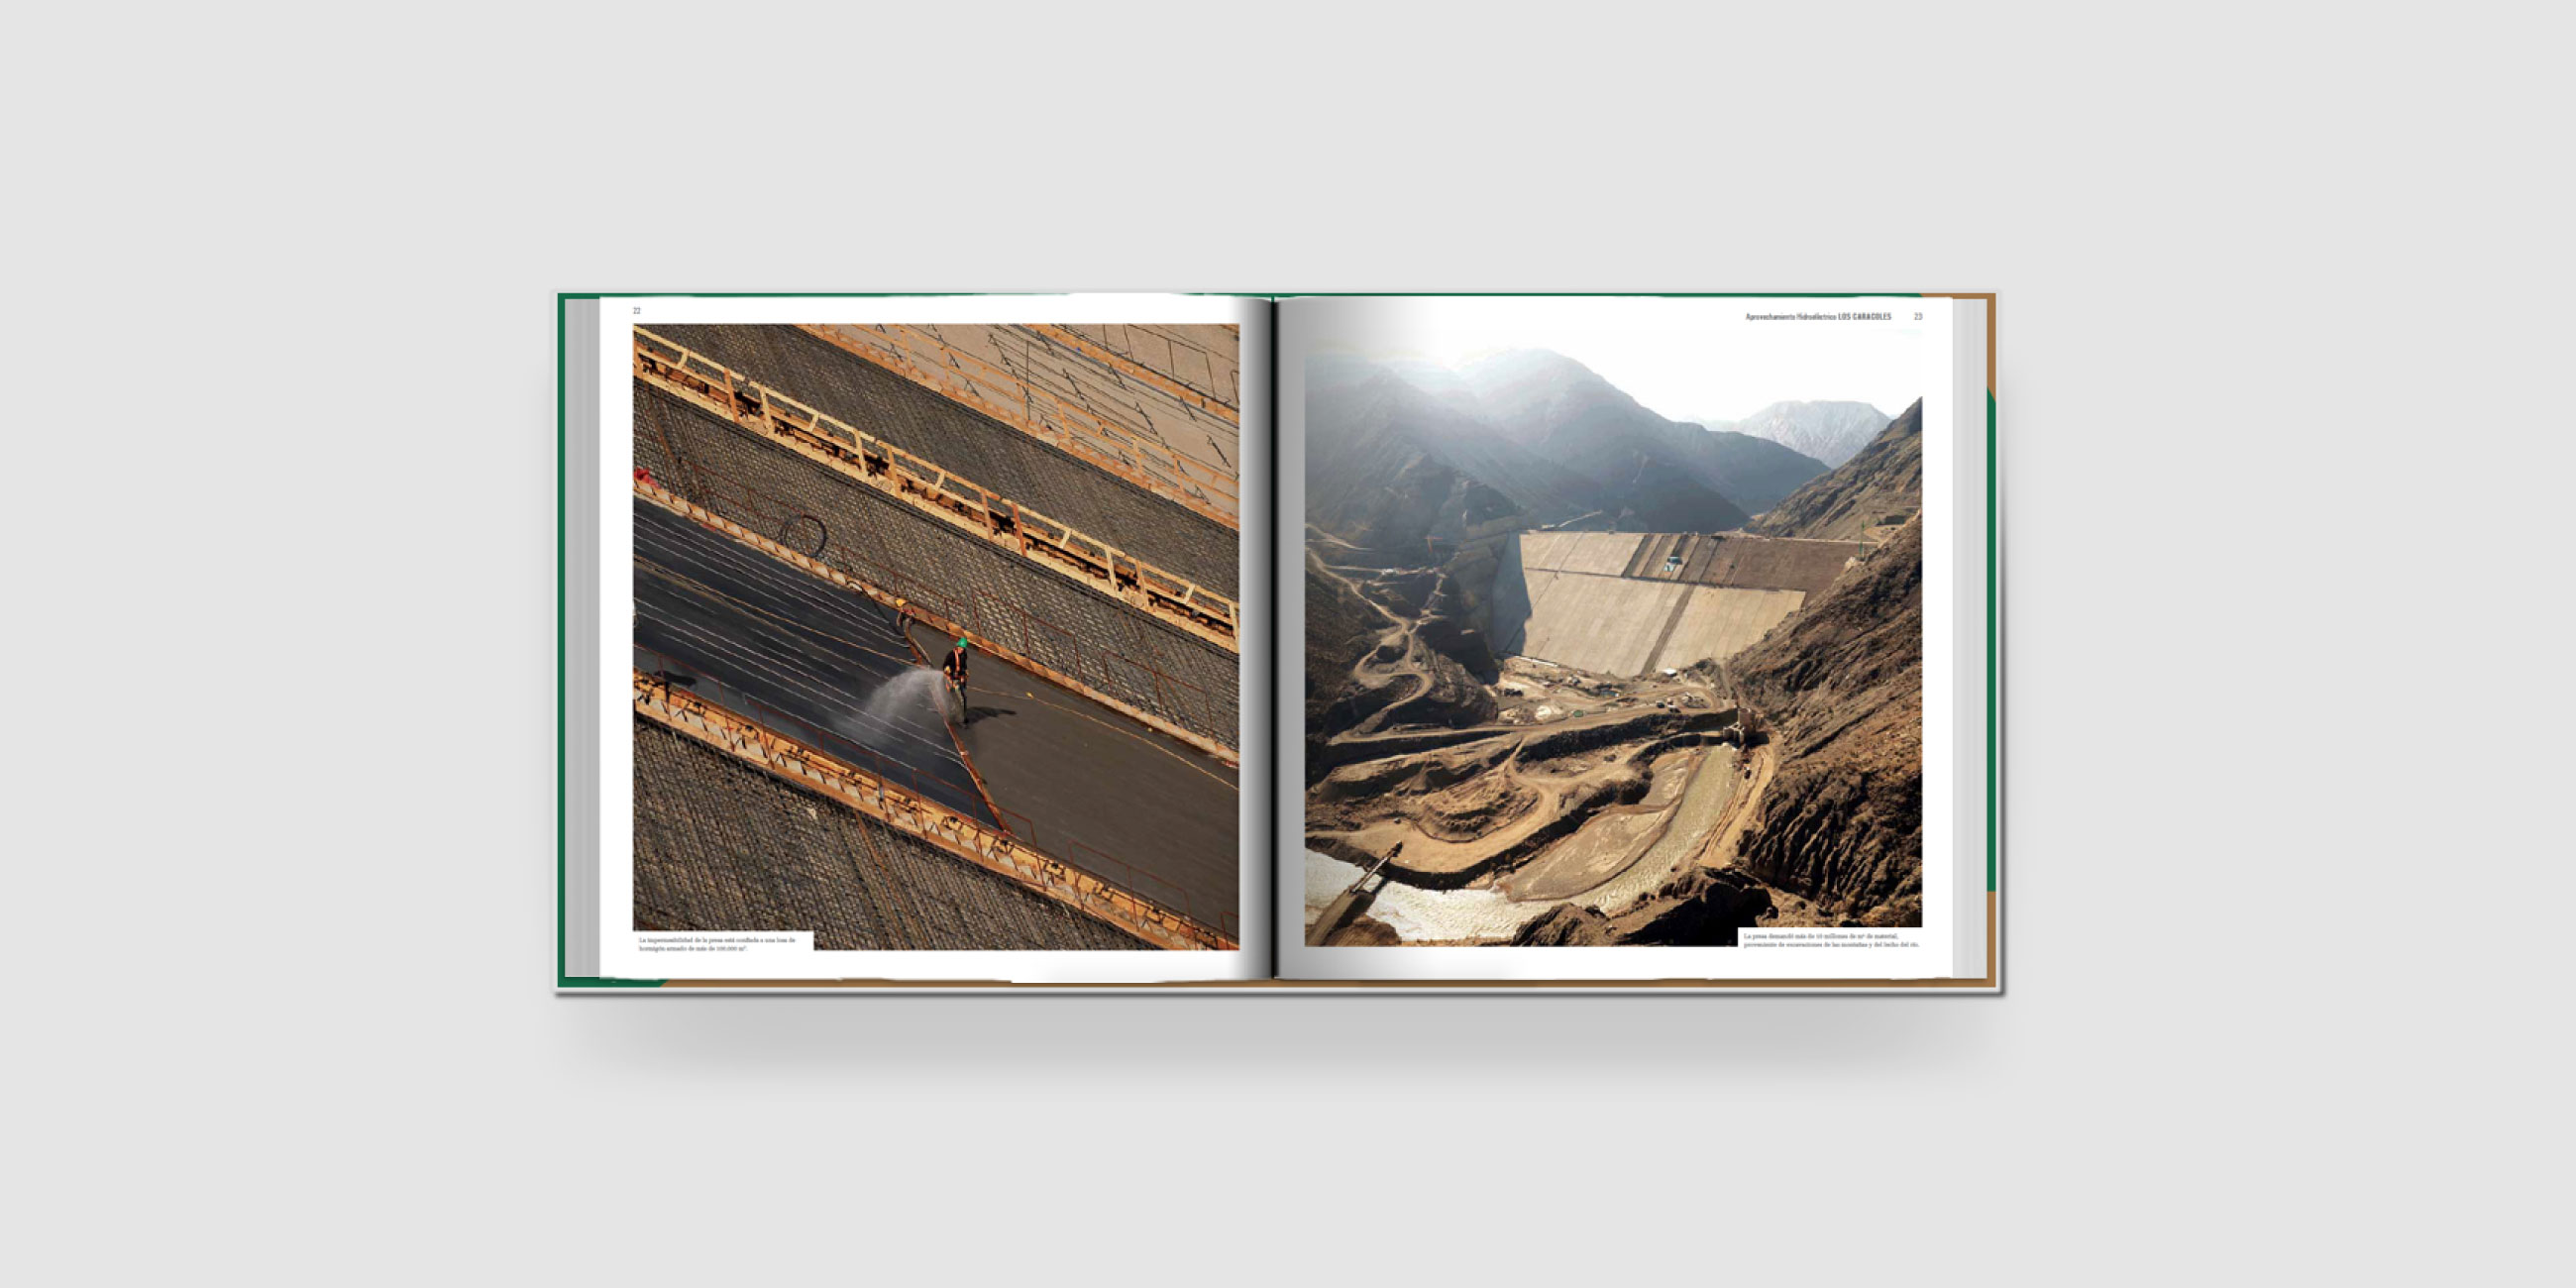 22
La impermeabilidad de la presa está confiada a una losa de
hormigón armado de más de 100.000 m².
Aprovechamiento Hidroeléctrico LOS CARACOLES 23
La presa demandó más de 10 millones de m³ de material,
proveniente de excavaciones de las montañas y del lecho del río.